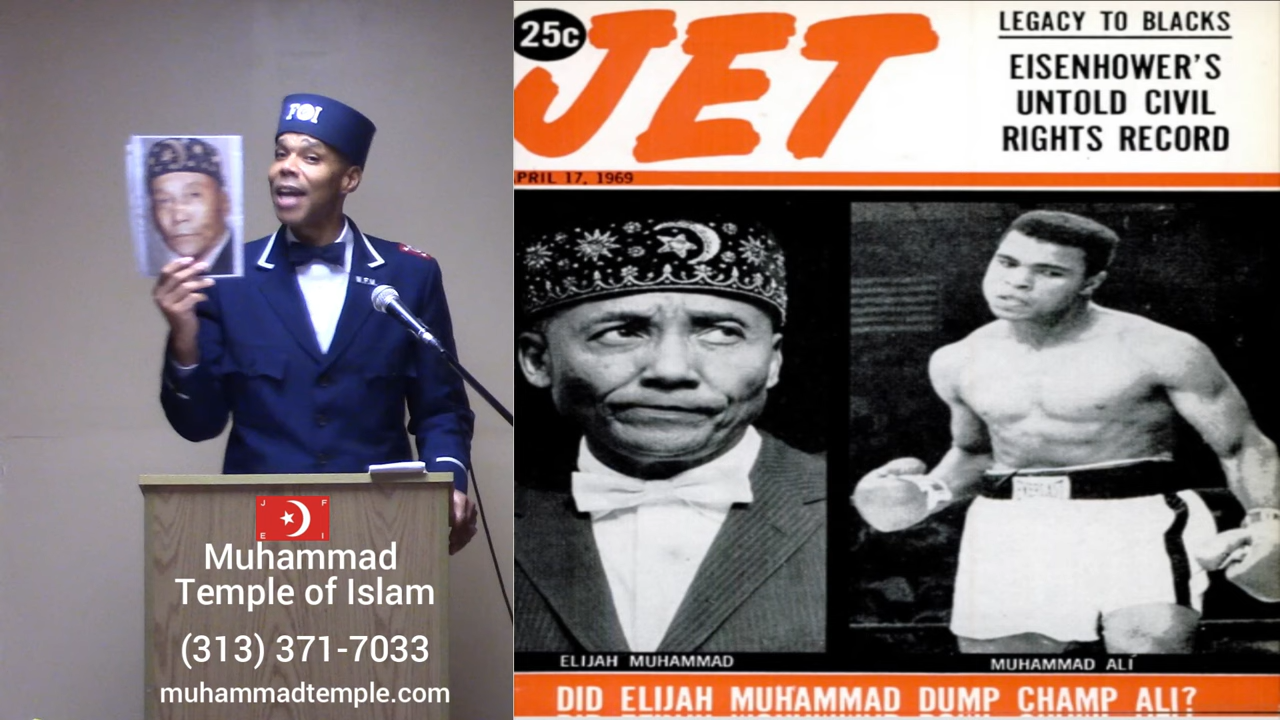 FOI
J F
E I
Muhammad
Temple of Islam
(313) 371-7033
muhammadtemple.com
25c
JET
LEGACY TO BLACKS
EISENHOWER'S
UNTOLD CIVIL
RIGHTS RECORD
PRIL 17, 1969
EVERLAST
ELIJAH MUHAMMAD
MUHAMMAD ALI
DID ELIJAH MUHAMMAD DUMP CHAMP ALI?